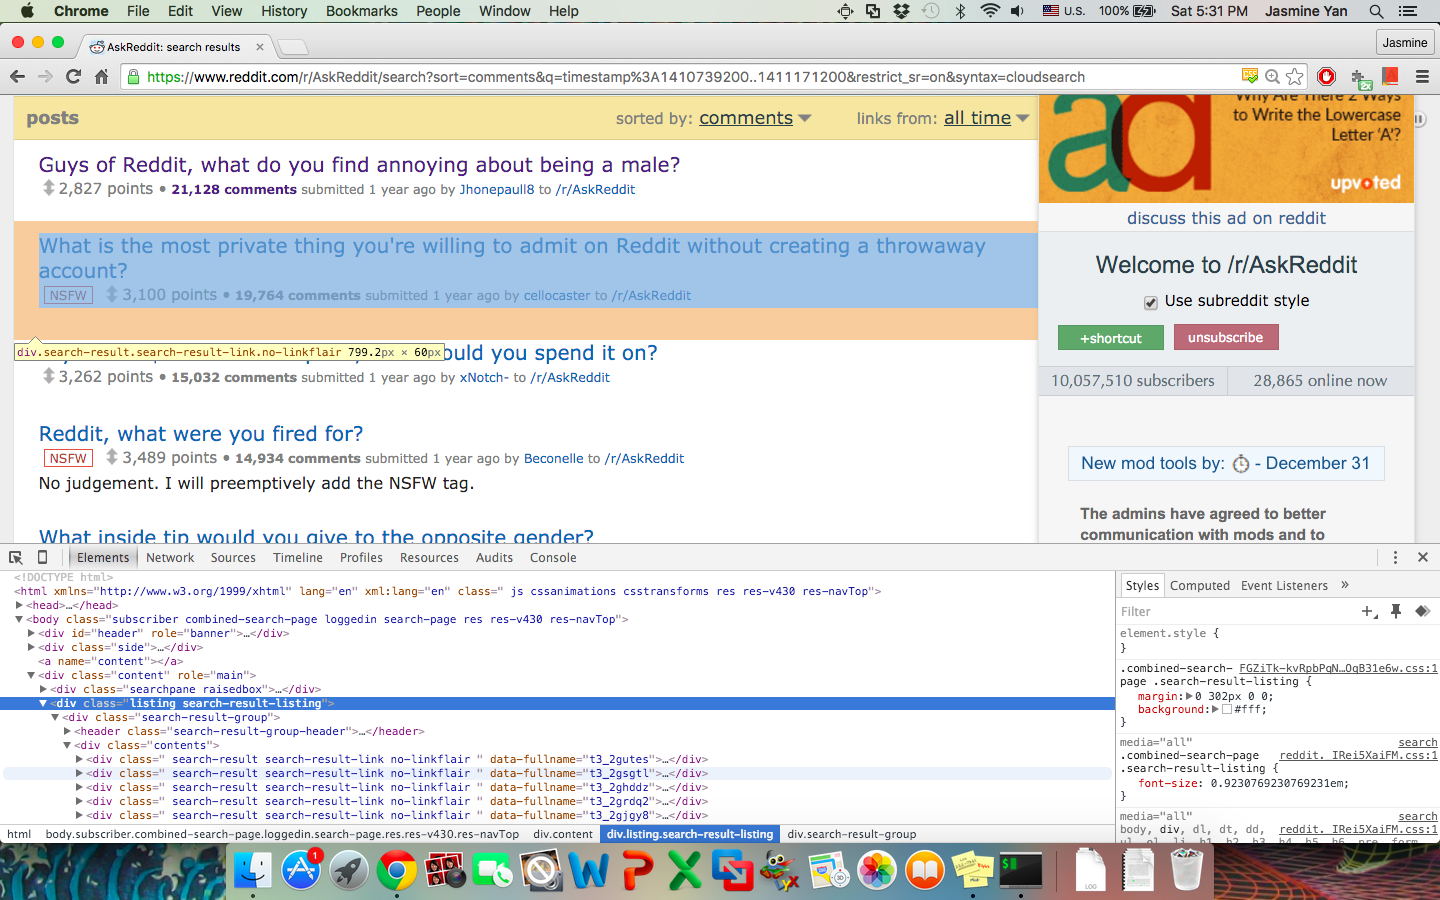 Chrome File Edit View History Bookmarks People Window Help U.S. 100% Sat 5:31 PM Jasmine Yan
AskReddit: search results × Jasmine
https://www.reddit.com/r/AskReddit/search?sort=comments&q=timestamp%3A1410739200..1411171200&restrict_sr=on&syntax=cloudsearch
2x
posts sorted by: comments links from: all time
Guys of Reddit, what do you find annoying about being a male?
2,827 points • 21,128 comments submitted 1 year ago by Jhonepaull8 to /r/AskReddit
What is the most private thing you're willing to admit on Reddit without creating a throwaway
account?
NSFW 3,100 points • 19,764 comments submitted 1 year ago by cellocaster to /r/AskReddit
div.search-result.search-result-link.no-linkflair 799.2px × 60px
ould you spend it on?
3,262 points • 15,032 comments submitted 1 year ago by xNotch- to /r/AskReddit
Reddit, what were you fired for?
NSFW 3,489 points • 14,934 comments submitted 1 year ago by Beconelle to /r/AskReddit
No judgement. I will preemptively add the NSFW tag.
What inside tip would you give to the opposite gender?
ad
Why Are There 2 Ways
to Write the Lowercase
Letter 'A'?
upvoted
discuss this ad on reddit
Welcome to /r/AskReddit
Use subreddit style
+shortcut unsubscribe
10,057,510 subscribers 28,865 online now
New mod tools by: - December 31
The admins have agreed to better
communication with mods and to
Elements Network Sources Timeline Profiles Resources Audits Console
<!DOCTYPE html>
<html xmlns="http://www.w3.org/1999/xhtml" lang="en" xml:lang="en" class=" js cssanimations csstransforms res res-v430 res-navTop">
<head>…</head>
<body class="subscriber combined-search-page loggedin search-page res res-v430 res-navTop">
<div id="header" role="banner">…</div>
<div class="side">…</div>
<a name="content"></a>
<div class="content" role="main">
<div class="searchpane raisedbox">…</div>
<div class="listing search-result-listing">
<div class="search-result-group">
<header class="search-result-group-header">…</header>
<div class="contents">
<div class=" search-result search-result-link no-linkflair " data-fullname="t3_2gutes">…</div>
<div class=" search-result search-result-link no-linkflair " data-fullname="t3_2gsgtl">…</div>
<div class=" search-result search-result-link no-linkflair " data-fullname="t3_2ghddz">…</div>
<div class=" search-result search-result-link no-linkflair " data-fullname="t3_2grdq2">…</div>
<div class=" search-result search-result-link no-linkflair " data-fullname="t3_2gjgy8">…</div>
html body.subscriber.combined-search-page.loggedin.search-page.res.res-v430.res-navTop div.content div.listing.search-result-listing div.search-result-group
Styles Computed Event Listeners »
Filter
element.style {
}
.combined-search- FGZiTk-kvRpbPqN…OqB31e6w.css:1
page .search-result-listing {
margin: 0 302px 0 0;
background: #fff;
}
media="all" search
.combined-search-page reddit. IRei5XaiFM.css:1
.search-result-listing {
font-size: 0.9230769230769231em;
}
media="all" search
body, div, dl, dt, dd, reddit. IRei5XaiFM.css:1
ul, ol, li, h1, h2, h3, h4, h5, h6, pre, form,
1
LOG